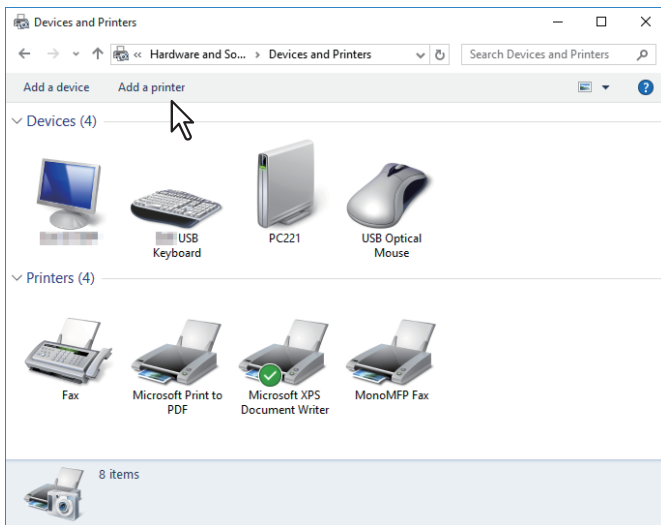 Devices and Printers
« Hardware and So... > Devices and Printers
Search Devices and Printers
Add a device
Add a printer
?
Devices (4)
USB
Keyboard
PC221
USB Optical
Mouse
Printers (4)
Fax
Microsoft Print to
PDF
Microsoft XPS
Document Writer
MonoMFP Fax
8 items